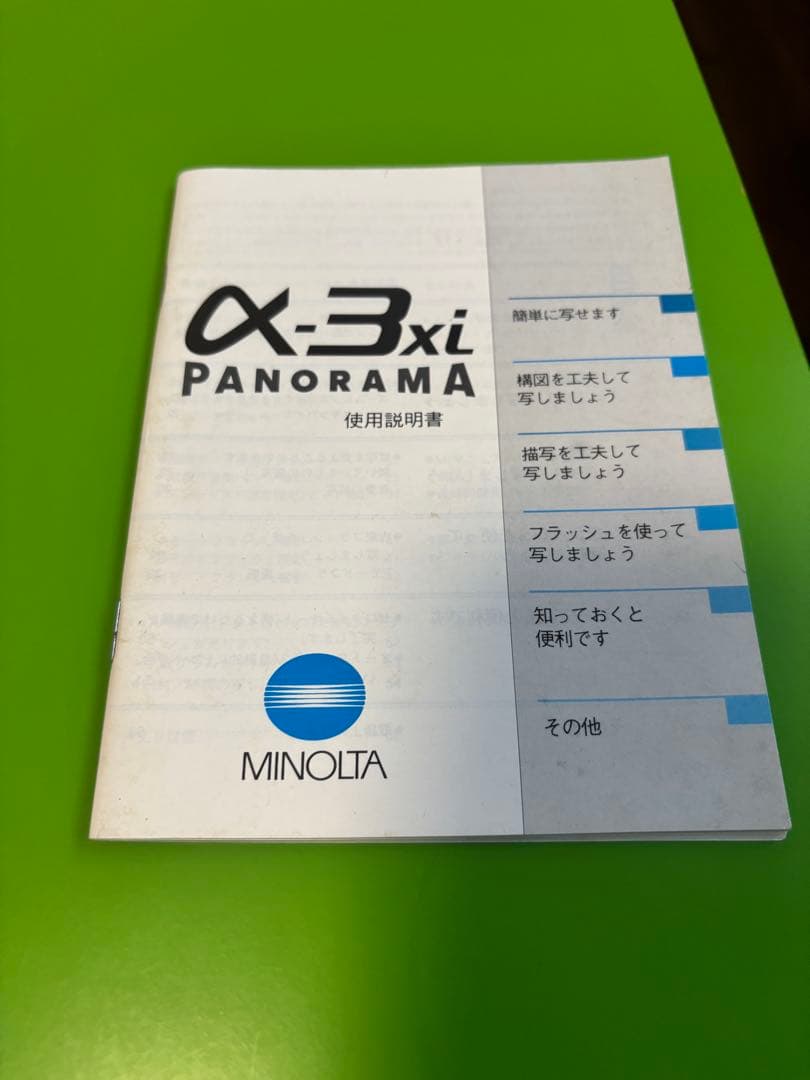 α-3xi
PANORAMA
使用説明書
MINOLTA
簡単に写せます
構図を工夫して
写しましょう
描写を工夫して
写しましょう
フラッシュを使って
写しましょう
知っておくと
便利です
その他